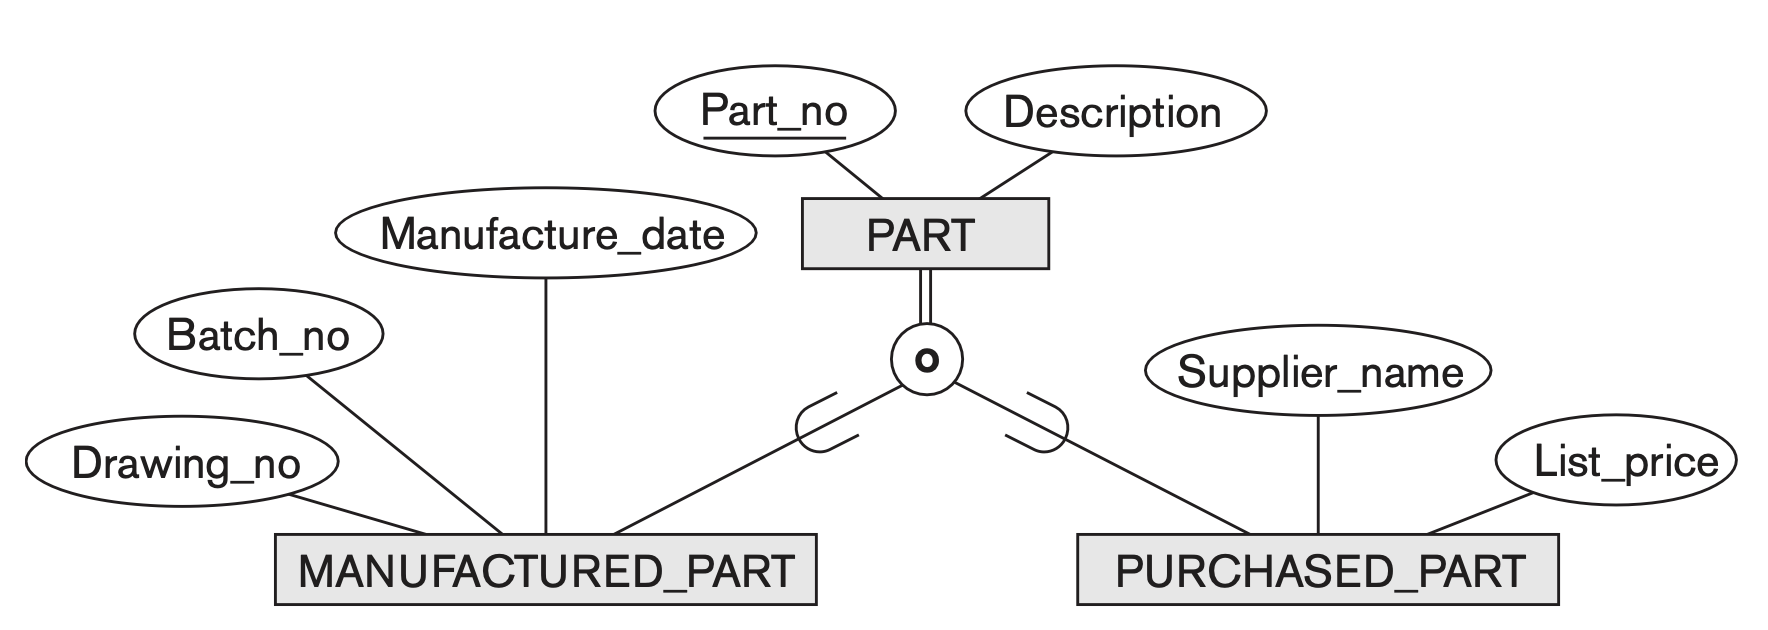 Part_no
Description
Manufacture_date
PART
Batch_no
o
Supplier_name
Drawing_no
List_price
MANUFACTURED_PART
PURCHASED_PART